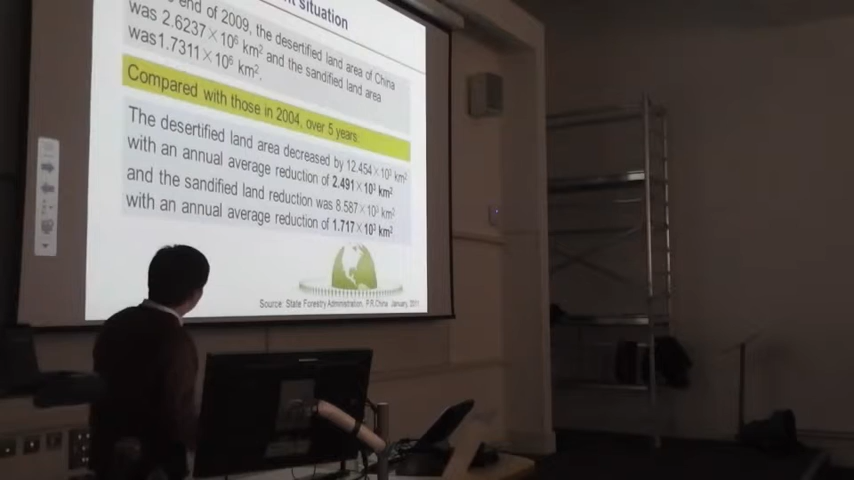 nt situation
end of 2009, the desertified land area of China
was 2.6237×10⁶ km² and the sandified land area
was1.7311×10⁶ km².
Compared with those in 2004, over 5 years.
The desertified land area decreased by 12.454×10³ km²
with an annual average reduction of 2.491×10³ km²
and the sandified land reduction was 8.587×10³ km²
with an annual average reduction of 1.717×10³ km²
Source: State Forestry Administration, P.R.China January, 2011